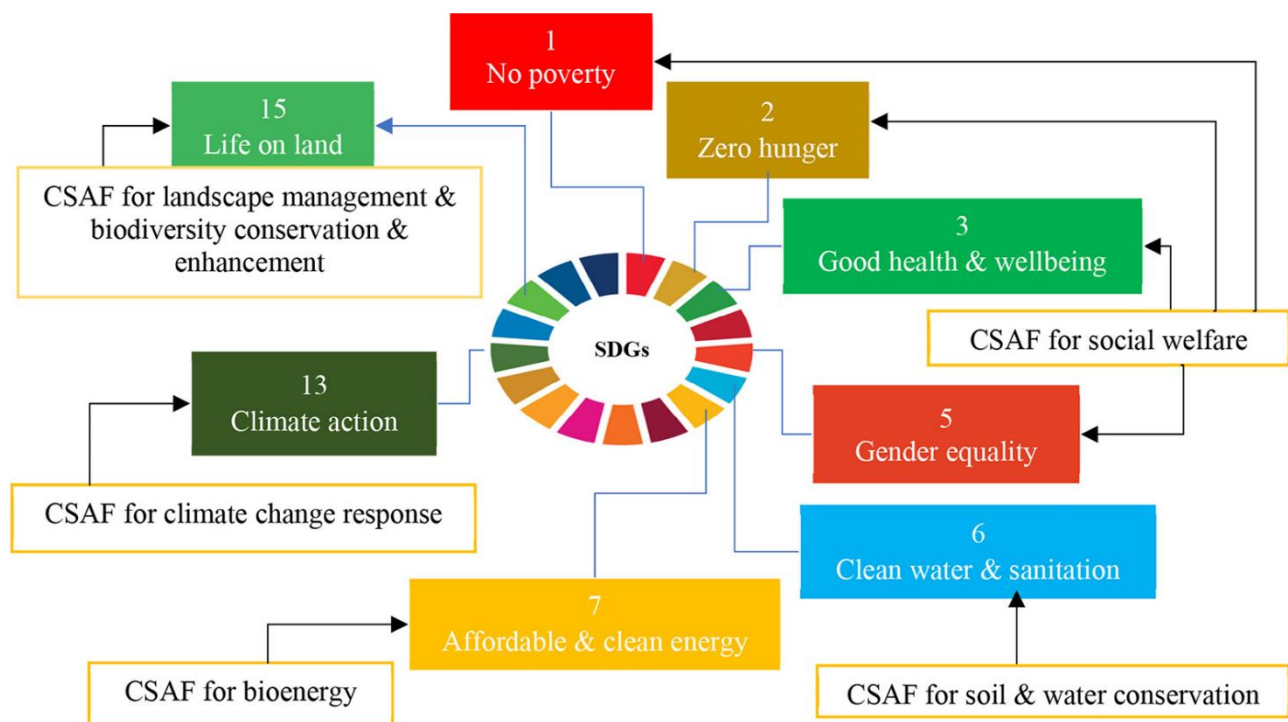 1
No poverty
15
Life on land
2
Zero hunger
CSAF for landscape management &
biodiversity conservation &
enhancement
3
Good health & wellbeing
SDGs
CSAF for social welfare
13
Climate action
5
Gender equality
CSAF for climate change response
6
Clean water & sanitation
7
Affordable & clean energy
CSAF for bioenergy
CSAF for soil & water conservation